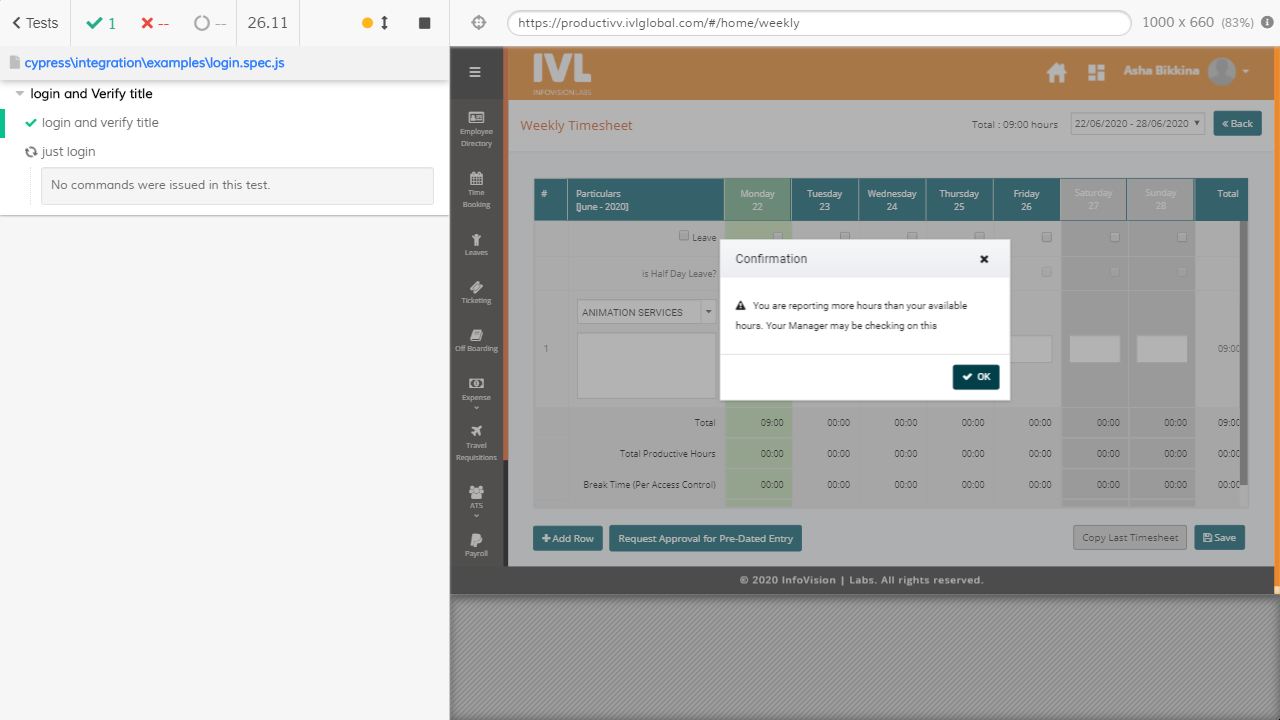 Tests
1
--
--
26.11
https://productivv.ivlglobal.com/#/home/weekly
1000 x 660 (83%)
cypress\integration\examples\login.spec.js
login and Verify title
login and verify title
just login
No commands were issued in this test.
IVL
INFOVISION LABS
Asha Bikkina
Employee
Directory
Time
Booking
Leaves
Ticketing
Off Boarding
Expense
Travel
Requisitions
ATS
Payroll
Weekly Timesheet
Total : 09:00 hours
22/06/2020 - 28/06/2020
« Back
# Particulars Monday Tuesday Wednesday Thursday Friday Saturday Sunday Total
[June - 2020] 22 23 24 25 26 27 28
Leave
is Half Day Leave?
1
ANIMATION SERVICES
09:00
Total 09:00 00:00 00:00 00:00 00:00 00:00 00:00 09:00
Total Productive Hours 00:00 00:00 00:00 00:00 00:00 00:00 00:00 00:00
Break Time (Per Access Control) 00:00 00:00 00:00 00:00 00:00 00:00 00:00 00:00
Confirmation
You are reporting more hours than your available
hours. Your Manager may be checking on this
OK
Add Row
Request Approval for Pre-Dated Entry
Copy Last Timesheet
Save
© 2020 InfoVision | Labs. All rights reserved.